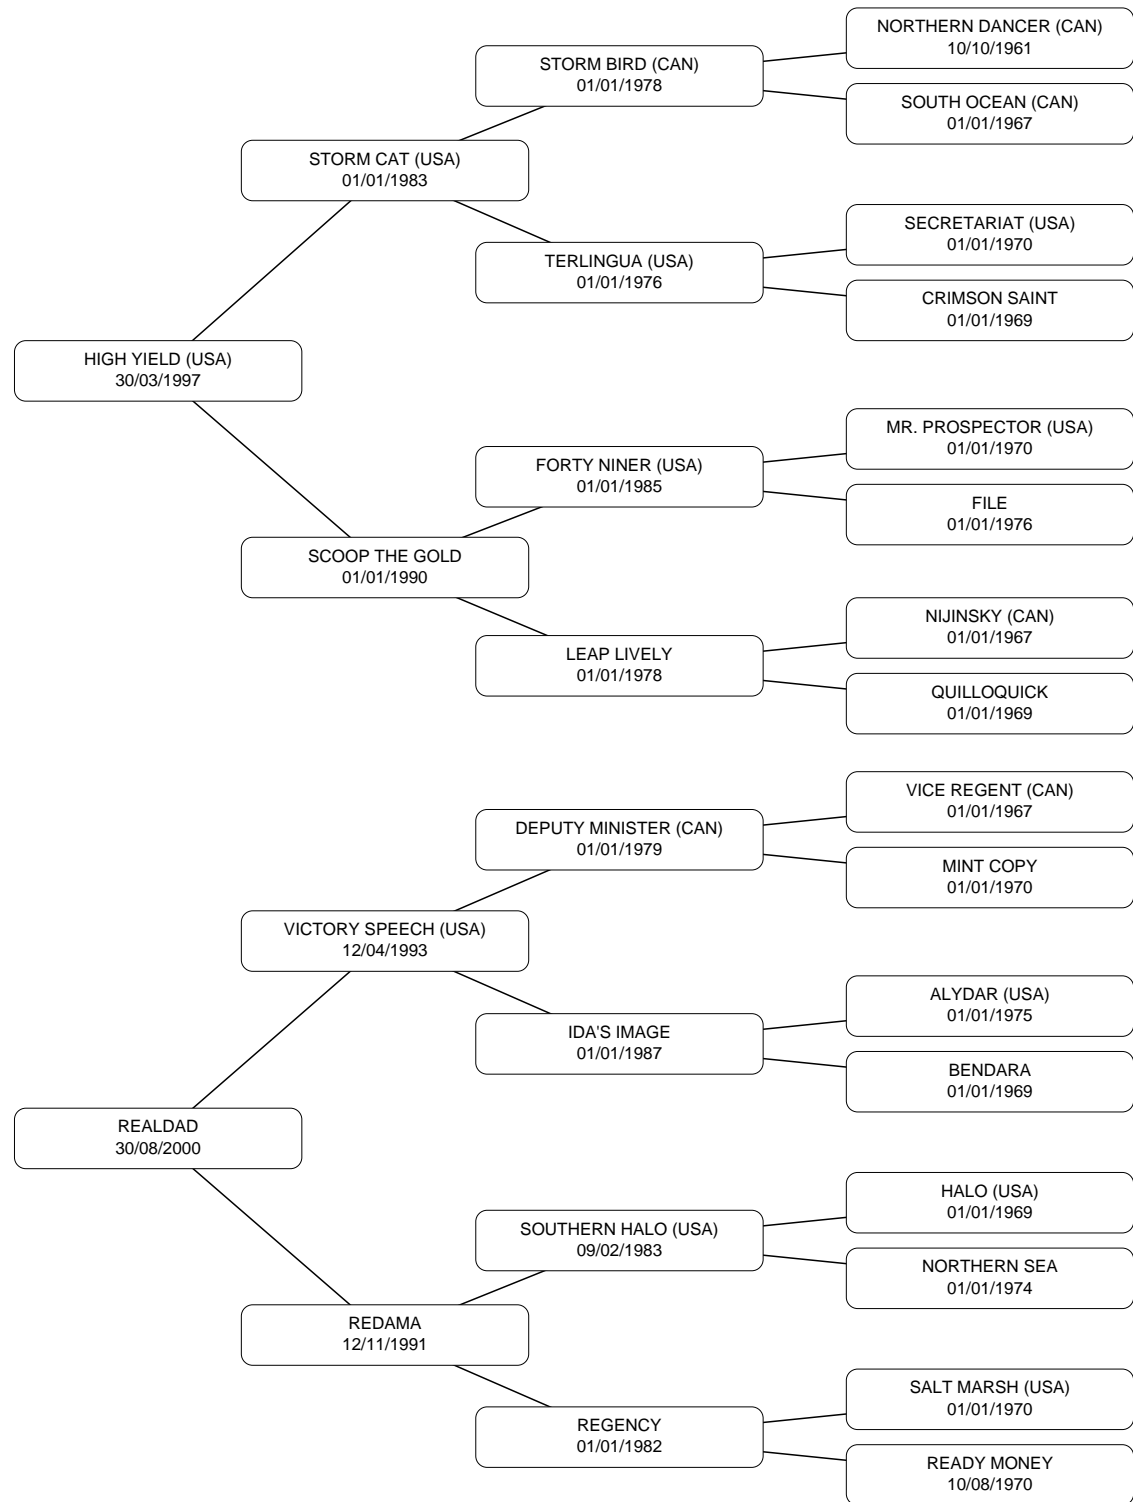 NORTHERN DANCER (CAN)
10/10/1961
STORM BIRD (CAN)
01/01/1978
SOUTH OCEAN (CAN)
01/01/1967
STORM CAT (USA)
01/01/1983
SECRETARIAT (USA)
01/01/1970
TERLINGUA (USA)
01/01/1976
CRIMSON SAINT
01/01/1969
HIGH YIELD (USA)
30/03/1997
MR. PROSPECTOR (USA)
01/01/1970
FORTY NINER (USA)
01/01/1985
FILE
01/01/1976
SCOOP THE GOLD
01/01/1990
NIJINSKY (CAN)
01/01/1967
LEAP LIVELY
01/01/1978
QUILLOQUICK
01/01/1969
VICE REGENT (CAN)
01/01/1967
DEPUTY MINISTER (CAN)
01/01/1979
MINT COPY
01/01/1970
VICTORY SPEECH (USA)
12/04/1993
ALYDAR (USA)
01/01/1975
IDA'S IMAGE
01/01/1987
BENDARA
01/01/1969
REALDAD
30/08/2000
HALO (USA)
01/01/1969
SOUTHERN HALO (USA)
09/02/1983
NORTHERN SEA
01/01/1974
REDAMA
12/11/1991
SALT MARSH (USA)
01/01/1970
REGENCY
01/01/1982
READY MONEY
10/08/1970